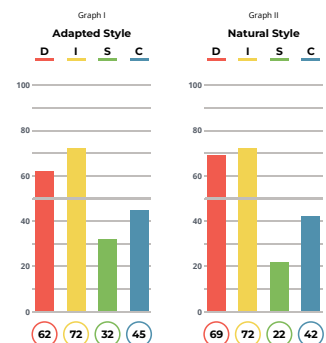 Graph I
Adapted Style
D I S C
100
80
60
40
20
0
62 72 32 45
Graph II
Natural Style
D I S C
100
80
60
40
20
0
69 72 22 42